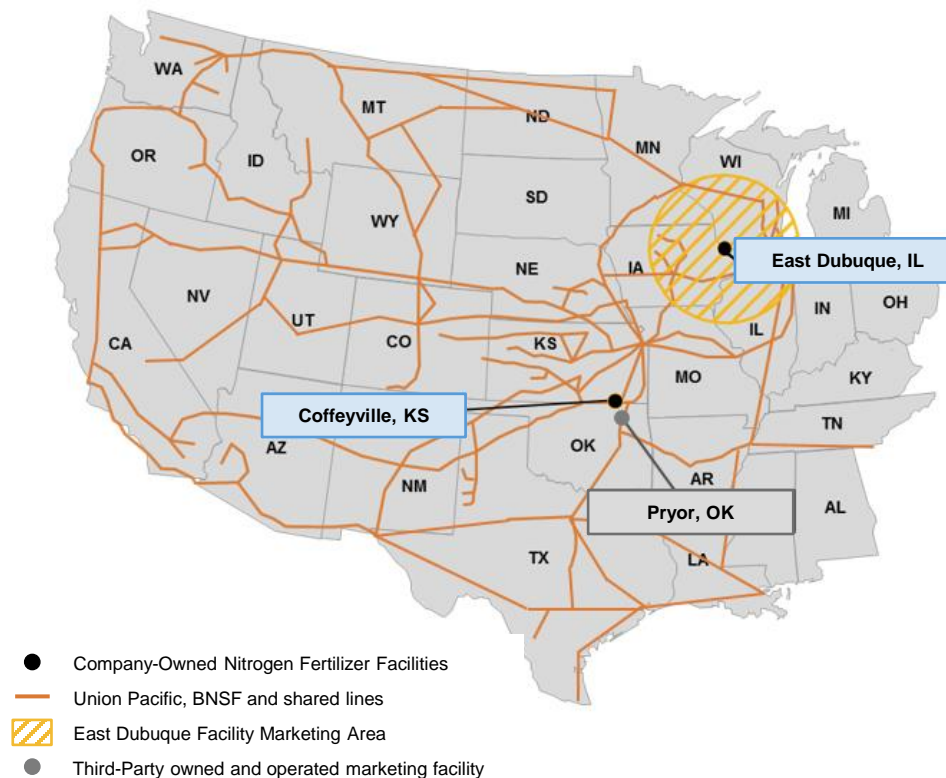 WA
MT
ND
MN
OR
ID
WI
SD
WY
MI
East Dubuque, IL
NE
IA
NV
OH
UT
IN
IL
CO
KS
CA
MO
KY
Coffeyville, KS
TN
AZ
OK
AR
NM
Pryor, OK
AL
TX
LA
Company-Owned Nitrogen Fertilizer Facilities
Union Pacific, BNSF and shared lines
East Dubuque Facility Marketing Area
Third-Party owned and operated marketing facility